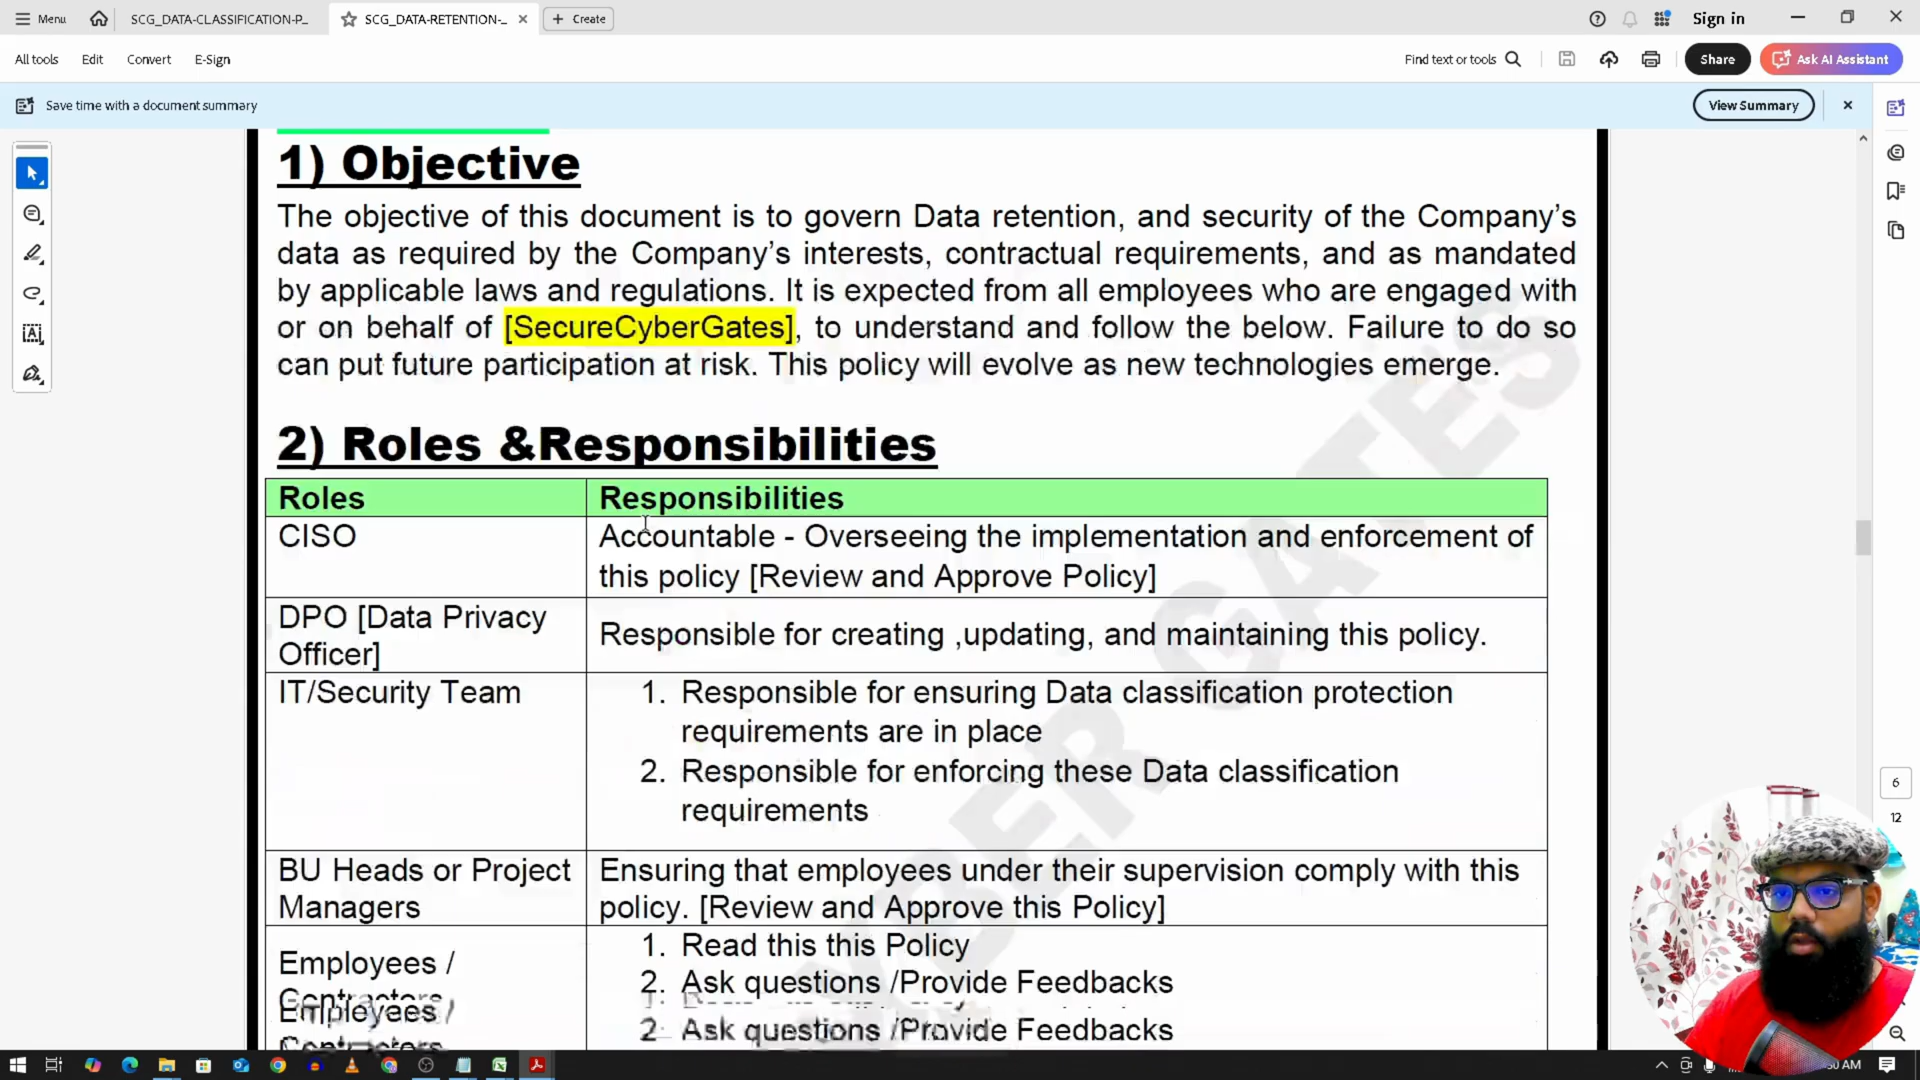 Menu
SCG_DATA-CLASSIFICATION-P...
SCG_DATA-RETENTION-...
Create
Sign in
All tools
Edit
Convert
E-Sign
Find text or tools
Share
Ask AI Assistant
Save time with a document summary
View Summary
1) Objective
The objective of this document is to govern Data retention, and security of the Company's
data as required by the Company's interests, contractual requirements, and as mandated
by applicable laws and regulations. It is expected from all employees who are engaged with
or on behalf of [SecureCyberGates], to understand and follow the below. Failure to do so
can put future participation at risk. This policy will evolve as new technologies emerge.
2) Roles &Responsibilities
Roles
Responsibilities
CISO
Accountable - Overseeing the implementation and enforcement of
this policy [Review and Approve Policy]
DPO [Data Privacy
Officer]
Responsible for creating ,updating, and maintaining this policy.
IT/Security Team
1. Responsible for ensuring Data classification protection
requirements are in place
2. Responsible for enforcing these Data classification
requirements
BU Heads or Project
Managers
Ensuring that employees under their supervision comply with this
policy. [Review and Approve this Policy]
Employees /
Contractors
1. Read this this Policy
2. Ask questions /Provide Feedbacks
Employees /
Contractors
2. Ask questions /Provide Feedbacks
YBER GATES
6
12
AM